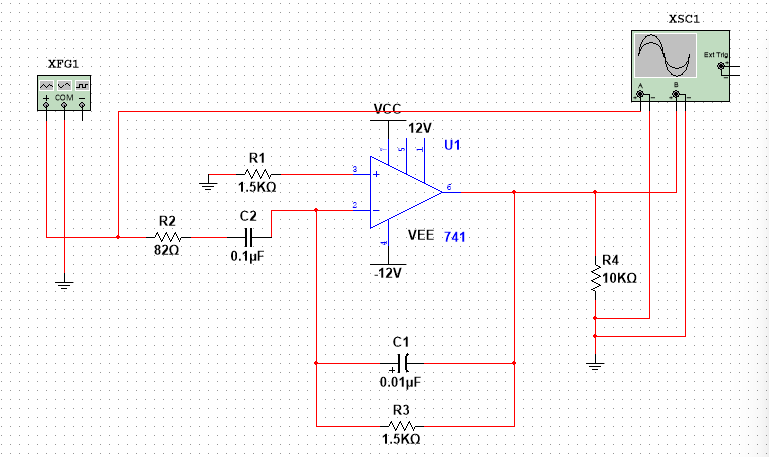 XSC1
Ext Trig
+
-
A
B
+ - + -
XFG1
+ COM -
VCC
12V
U1
7 5 1
R1
1.5KΩ
3
+
6
2
-
741
VEE
4
-12V
R2
82Ω
C2
0.1µF
R4
10KΩ
C1
+
0.01µF
R3
1.5KΩ